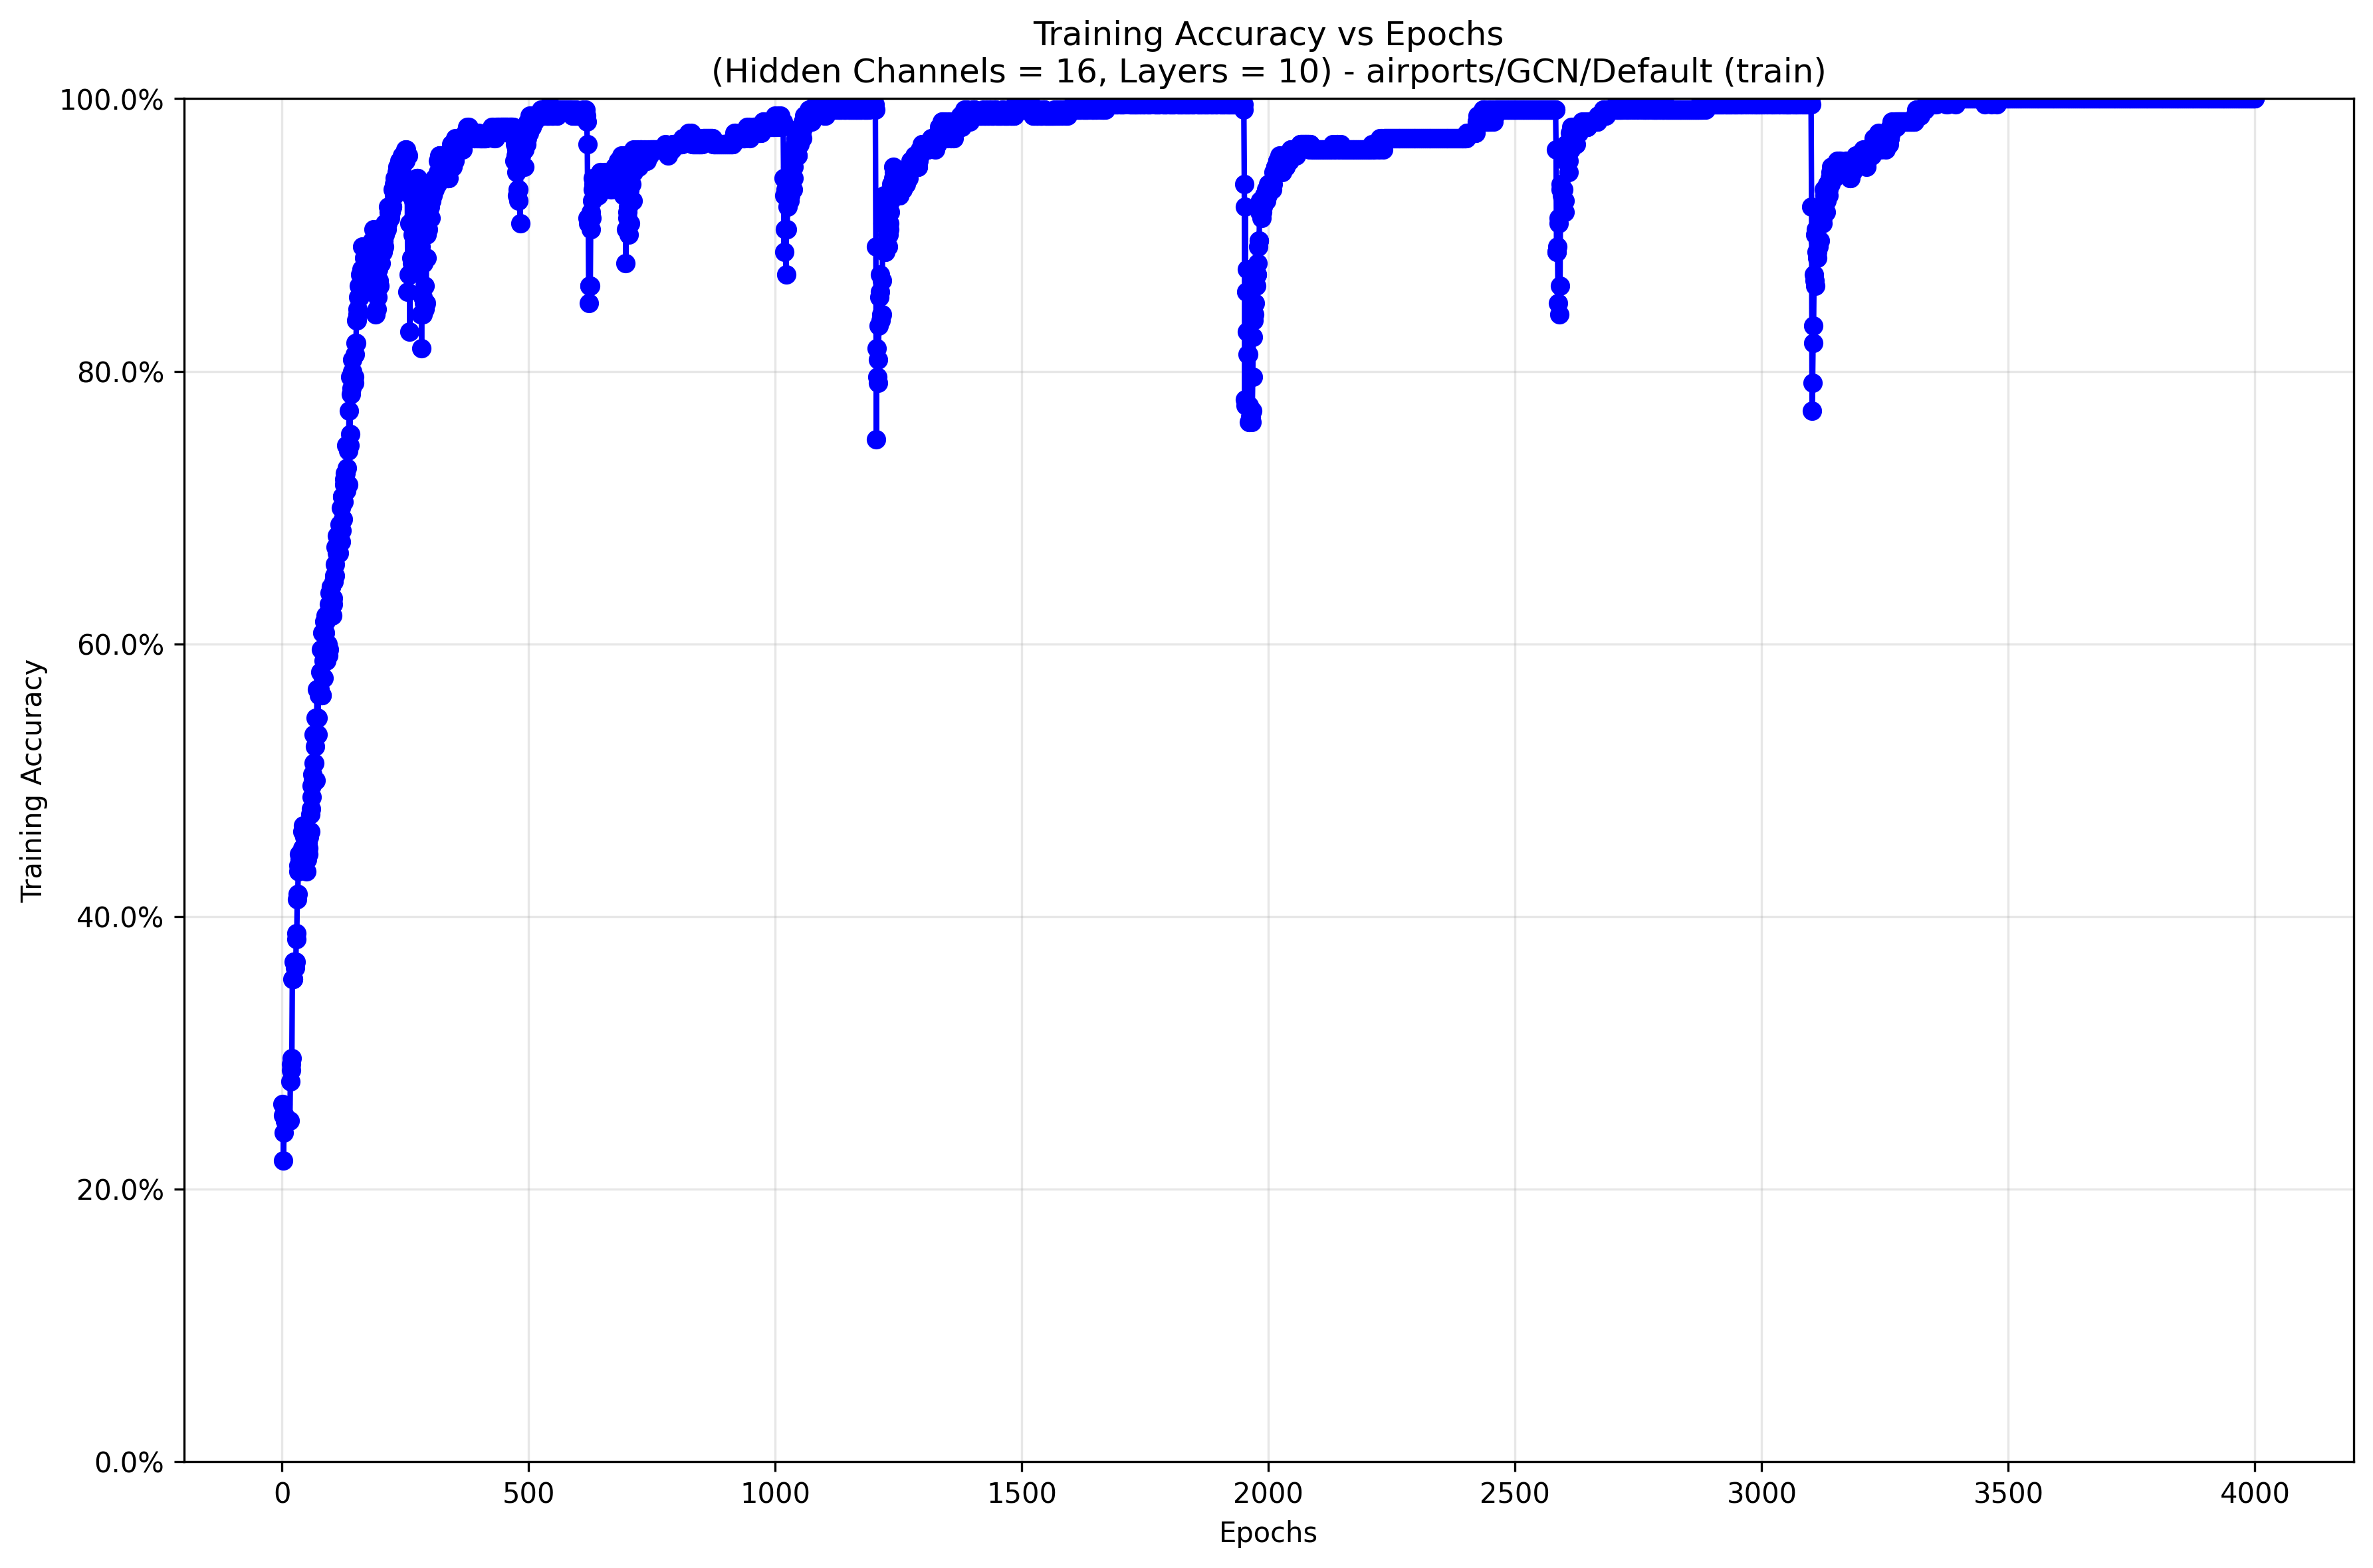 Training Accuracy vs Epochs
(Hidden Channels = 16, Layers = 10) - airports/GCN/Default (train)
100.0%
80.0%
60.0%
40.0%
20.0%
0.0%
Training Accuracy
0 500 1000 1500 2000 2500 3000 3500 4000
Epochs